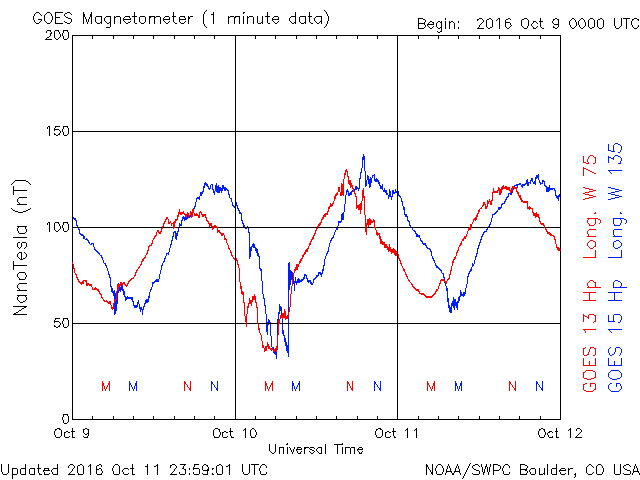 GOES Magnetometer (1 minute data)
Begin: 2016 Oct 9 0000 UTC
200
150
100
50
0
NanoTesla (nT)
M M N N M M N N M M N N
Oct 9 Oct 10 Oct 11 Oct 12
Universal Time
GOES 13 Hp Long. W 75
GOES 15 Hp Long. W 135
Updated 2016 Oct 11 23:59:01 UTC
NOAA/SWPC Boulder, CO USA